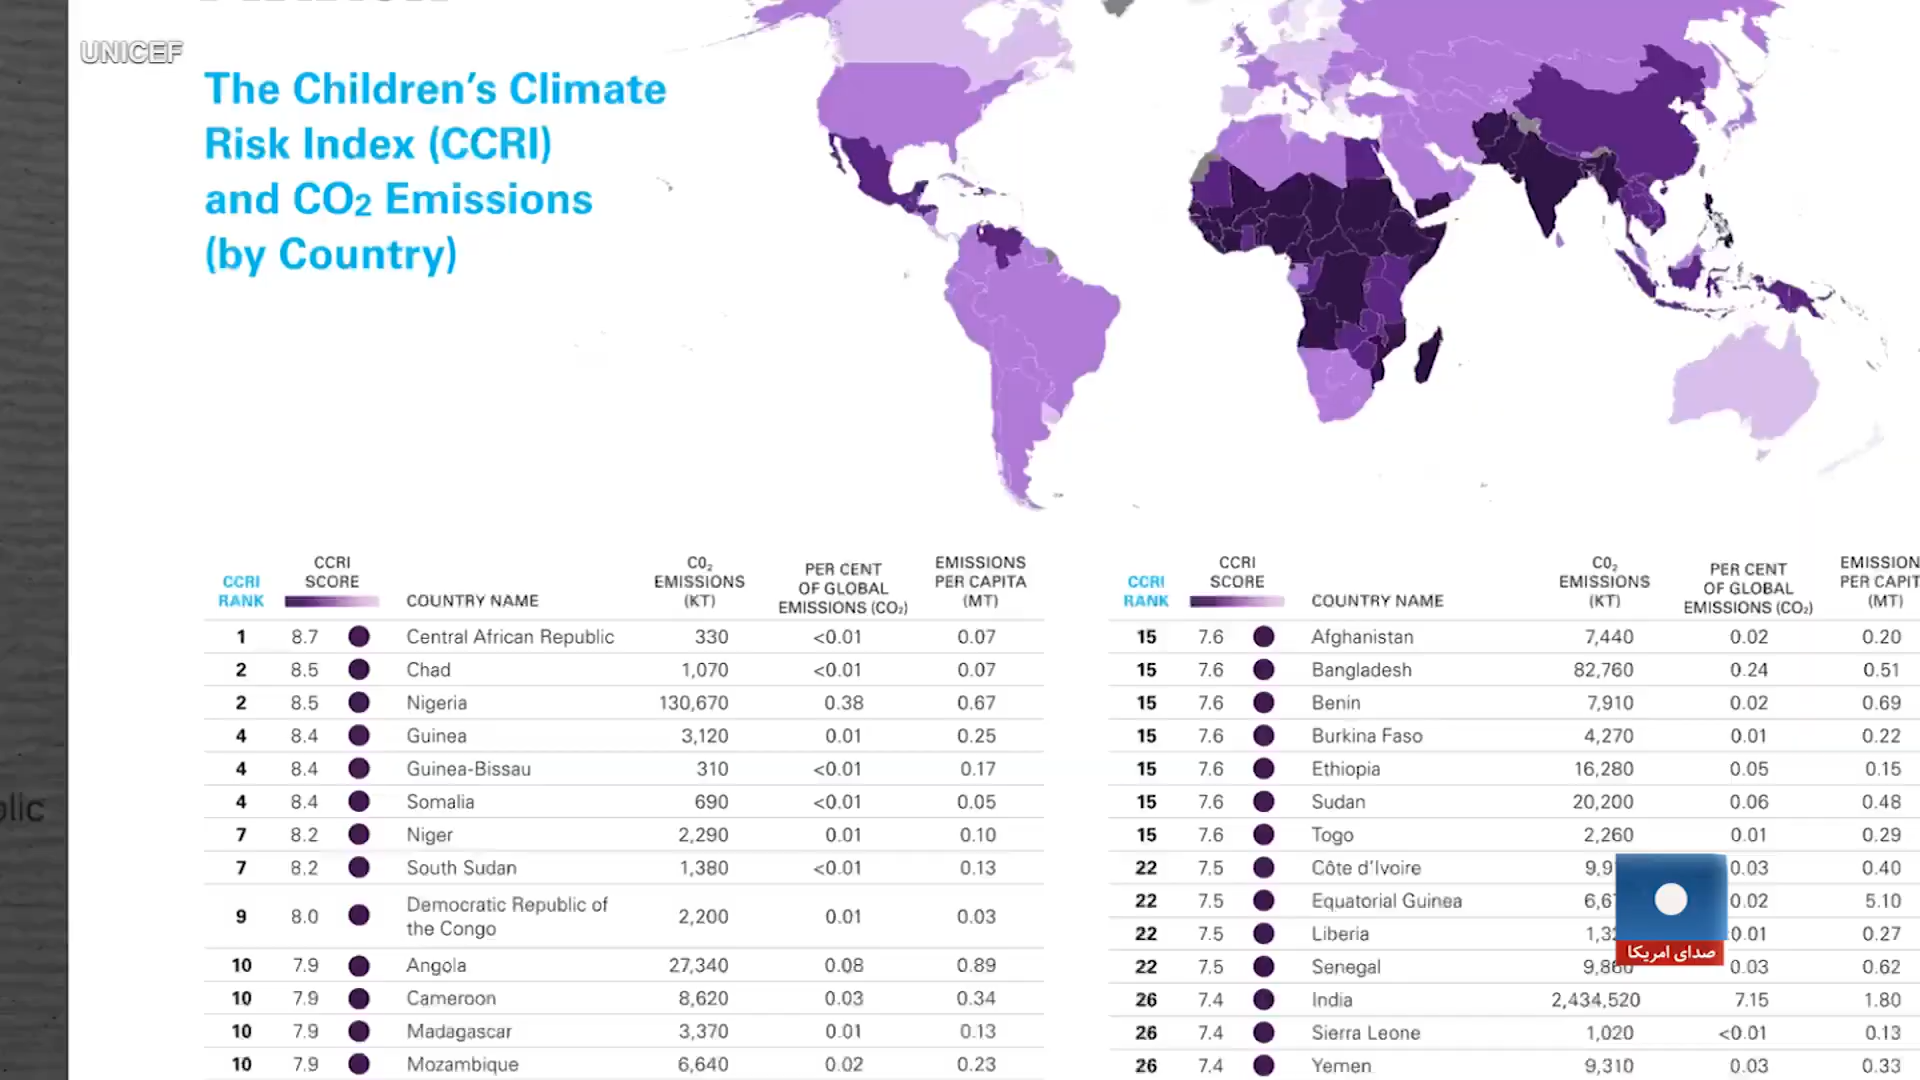 UNICEF
The Children's Climate
Risk Index (CCRI)
and CO2 Emissions
(by Country)
CCRI RANK CCRI SCORE COUNTRY NAME CO₂ EMISSIONS (KT) PER CENT OF GLOBAL EMISSIONS (CO₂) EMISSIONS PER CAPITA (MT)
1 8.7 Central African Republic 330 <0.01 0.07
2 8.5 Chad 1,070 <0.01 0.07
2 8.5 Nigeria 130,670 0.38 0.67
4 8.4 Guinea 3,120 0.01 0.25
4 8.4 Guinea-Bissau 310 <0.01 0.17
4 8.4 Somalia 690 <0.01 0.05
7 8.2 Niger 2,290 0.01 0.10
7 8.2 South Sudan 1,380 <0.01 0.13
9 8.0 Democratic Republic of the Congo 2,200 0.01 0.03
10 7.9 Angola 27,340 0.08 0.89
10 7.9 Cameroon 8,620 0.03 0.34
10 7.9 Madagascar 3,370 0.01 0.13
10 7.9 Mozambique 6,640 0.02 0.23
CCRI RANK CCRI SCORE COUNTRY NAME CO₂ EMISSIONS (KT) PER CENT OF GLOBAL EMISSIONS (CO₂) EMISSION PER CAPIT (MT)
15 7.6 Afghanistan 7,440 0.02 0.20
15 7.6 Bangladesh 82,760 0.24 0.51
15 7.6 Benin 7,910 0.02 0.69
15 7.6 Burkina Faso 4,270 0.01 0.22
15 7.6 Ethiopia 16,280 0.05 0.15
15 7.6 Sudan 20,200 0.06 0.48
15 7.6 Togo 2,260 0.01 0.29
22 7.5 Côte d'Ivoire 0.03 0.40
22 7.5 Equatorial Guinea 0.02 5.10
22 7.5 Liberia 0.01 0.27
22 7.5 Senegal 9,860 0.03 0.62
26 7.4 India 2,434,520 7.15 1.80
26 7.4 Sierra Leone 1,020 <0.01 0.13
26 7.4 Yemen 9,310 0.03 0.33
صدای امریکا